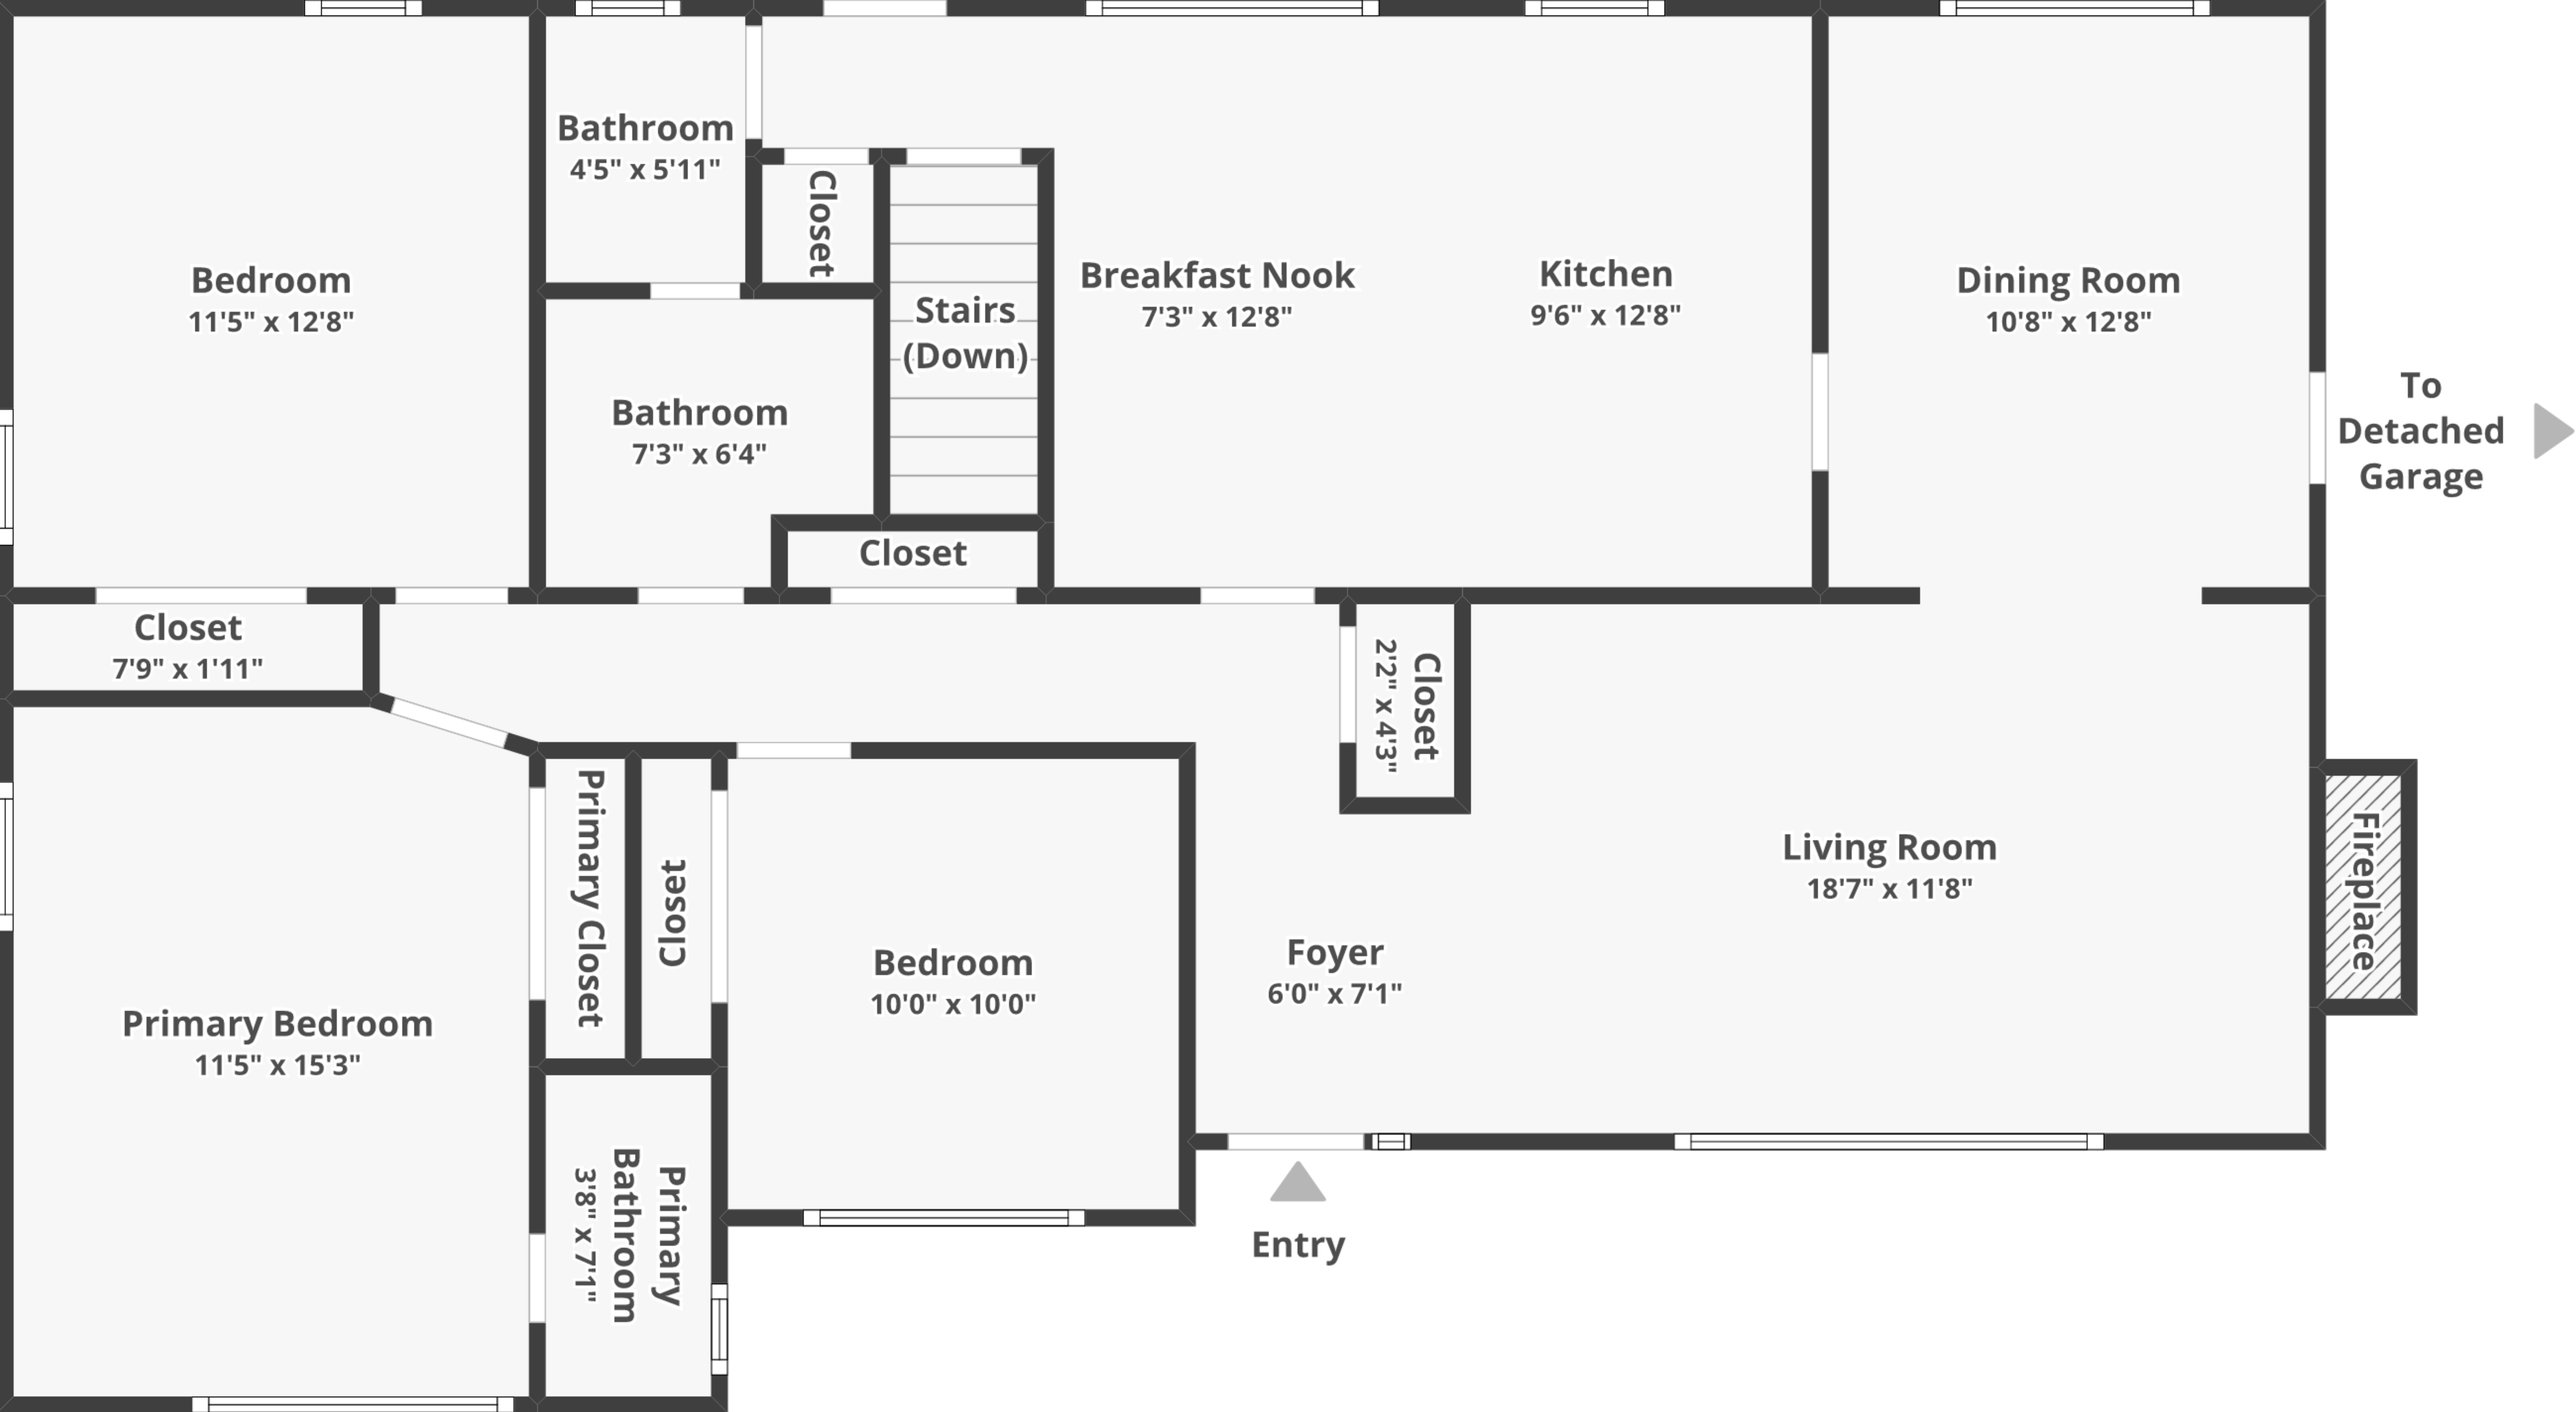 Bathroom
4'5" x 5'11"
Closet
Bedroom
11'5" x 12'8"
Stairs
(Down)
Breakfast Nook
7'3" x 12'8"
Kitchen
9'6" x 12'8"
Dining Room
10'8" x 12'8"
To
Detached
Garage
Bathroom
7'3" x 6'4"
Closet
Closet
7'9" x 1'11"
Closet
2'2" x 4'3"
Primary Closet
Closet
Living Room
18'7" x 11'8"
Fireplace
Bedroom
10'0" x 10'0"
Foyer
6'0" x 7'1"
Primary Bedroom
11'5" x 15'3"
Primary
Bathroom
3'8" x 7'1"
Entry